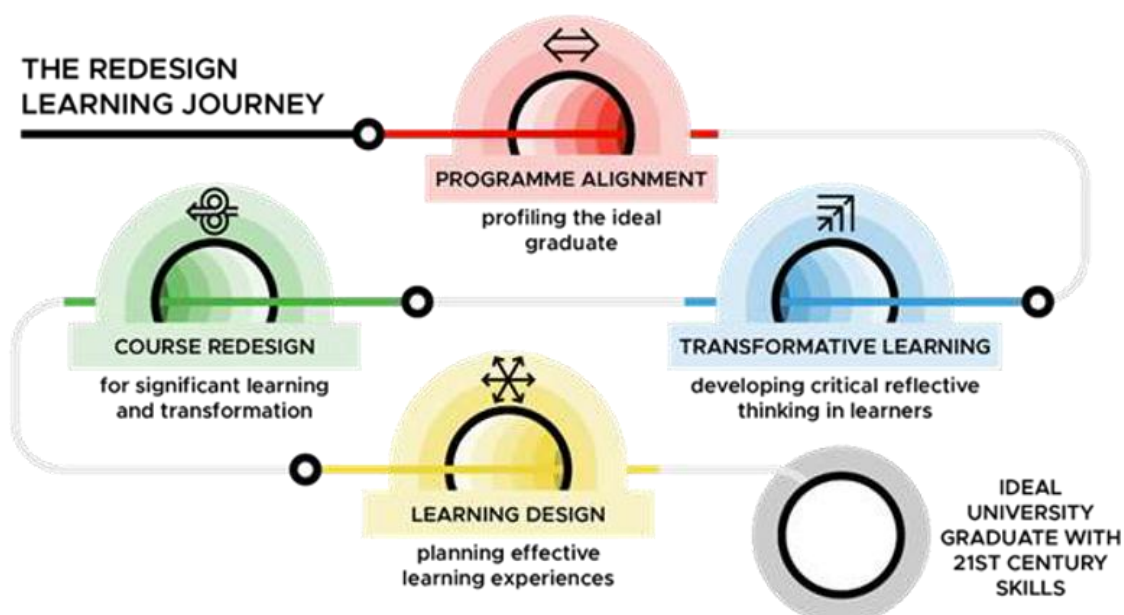 THE REDESIGN
LEARNING JOURNEY
PROGRAMME ALIGNMENT
profiling the ideal
graduate
TRANSFORMATIVE LEARNING
developing critical reflective
thinking in learners
COURSE REDESIGN
for significant learning
and transformation
LEARNING DESIGN
planning effective
learning experiences
IDEAL
UNIVERSITY
GRADUATE WITH
21ST CENTURY
SKILLS